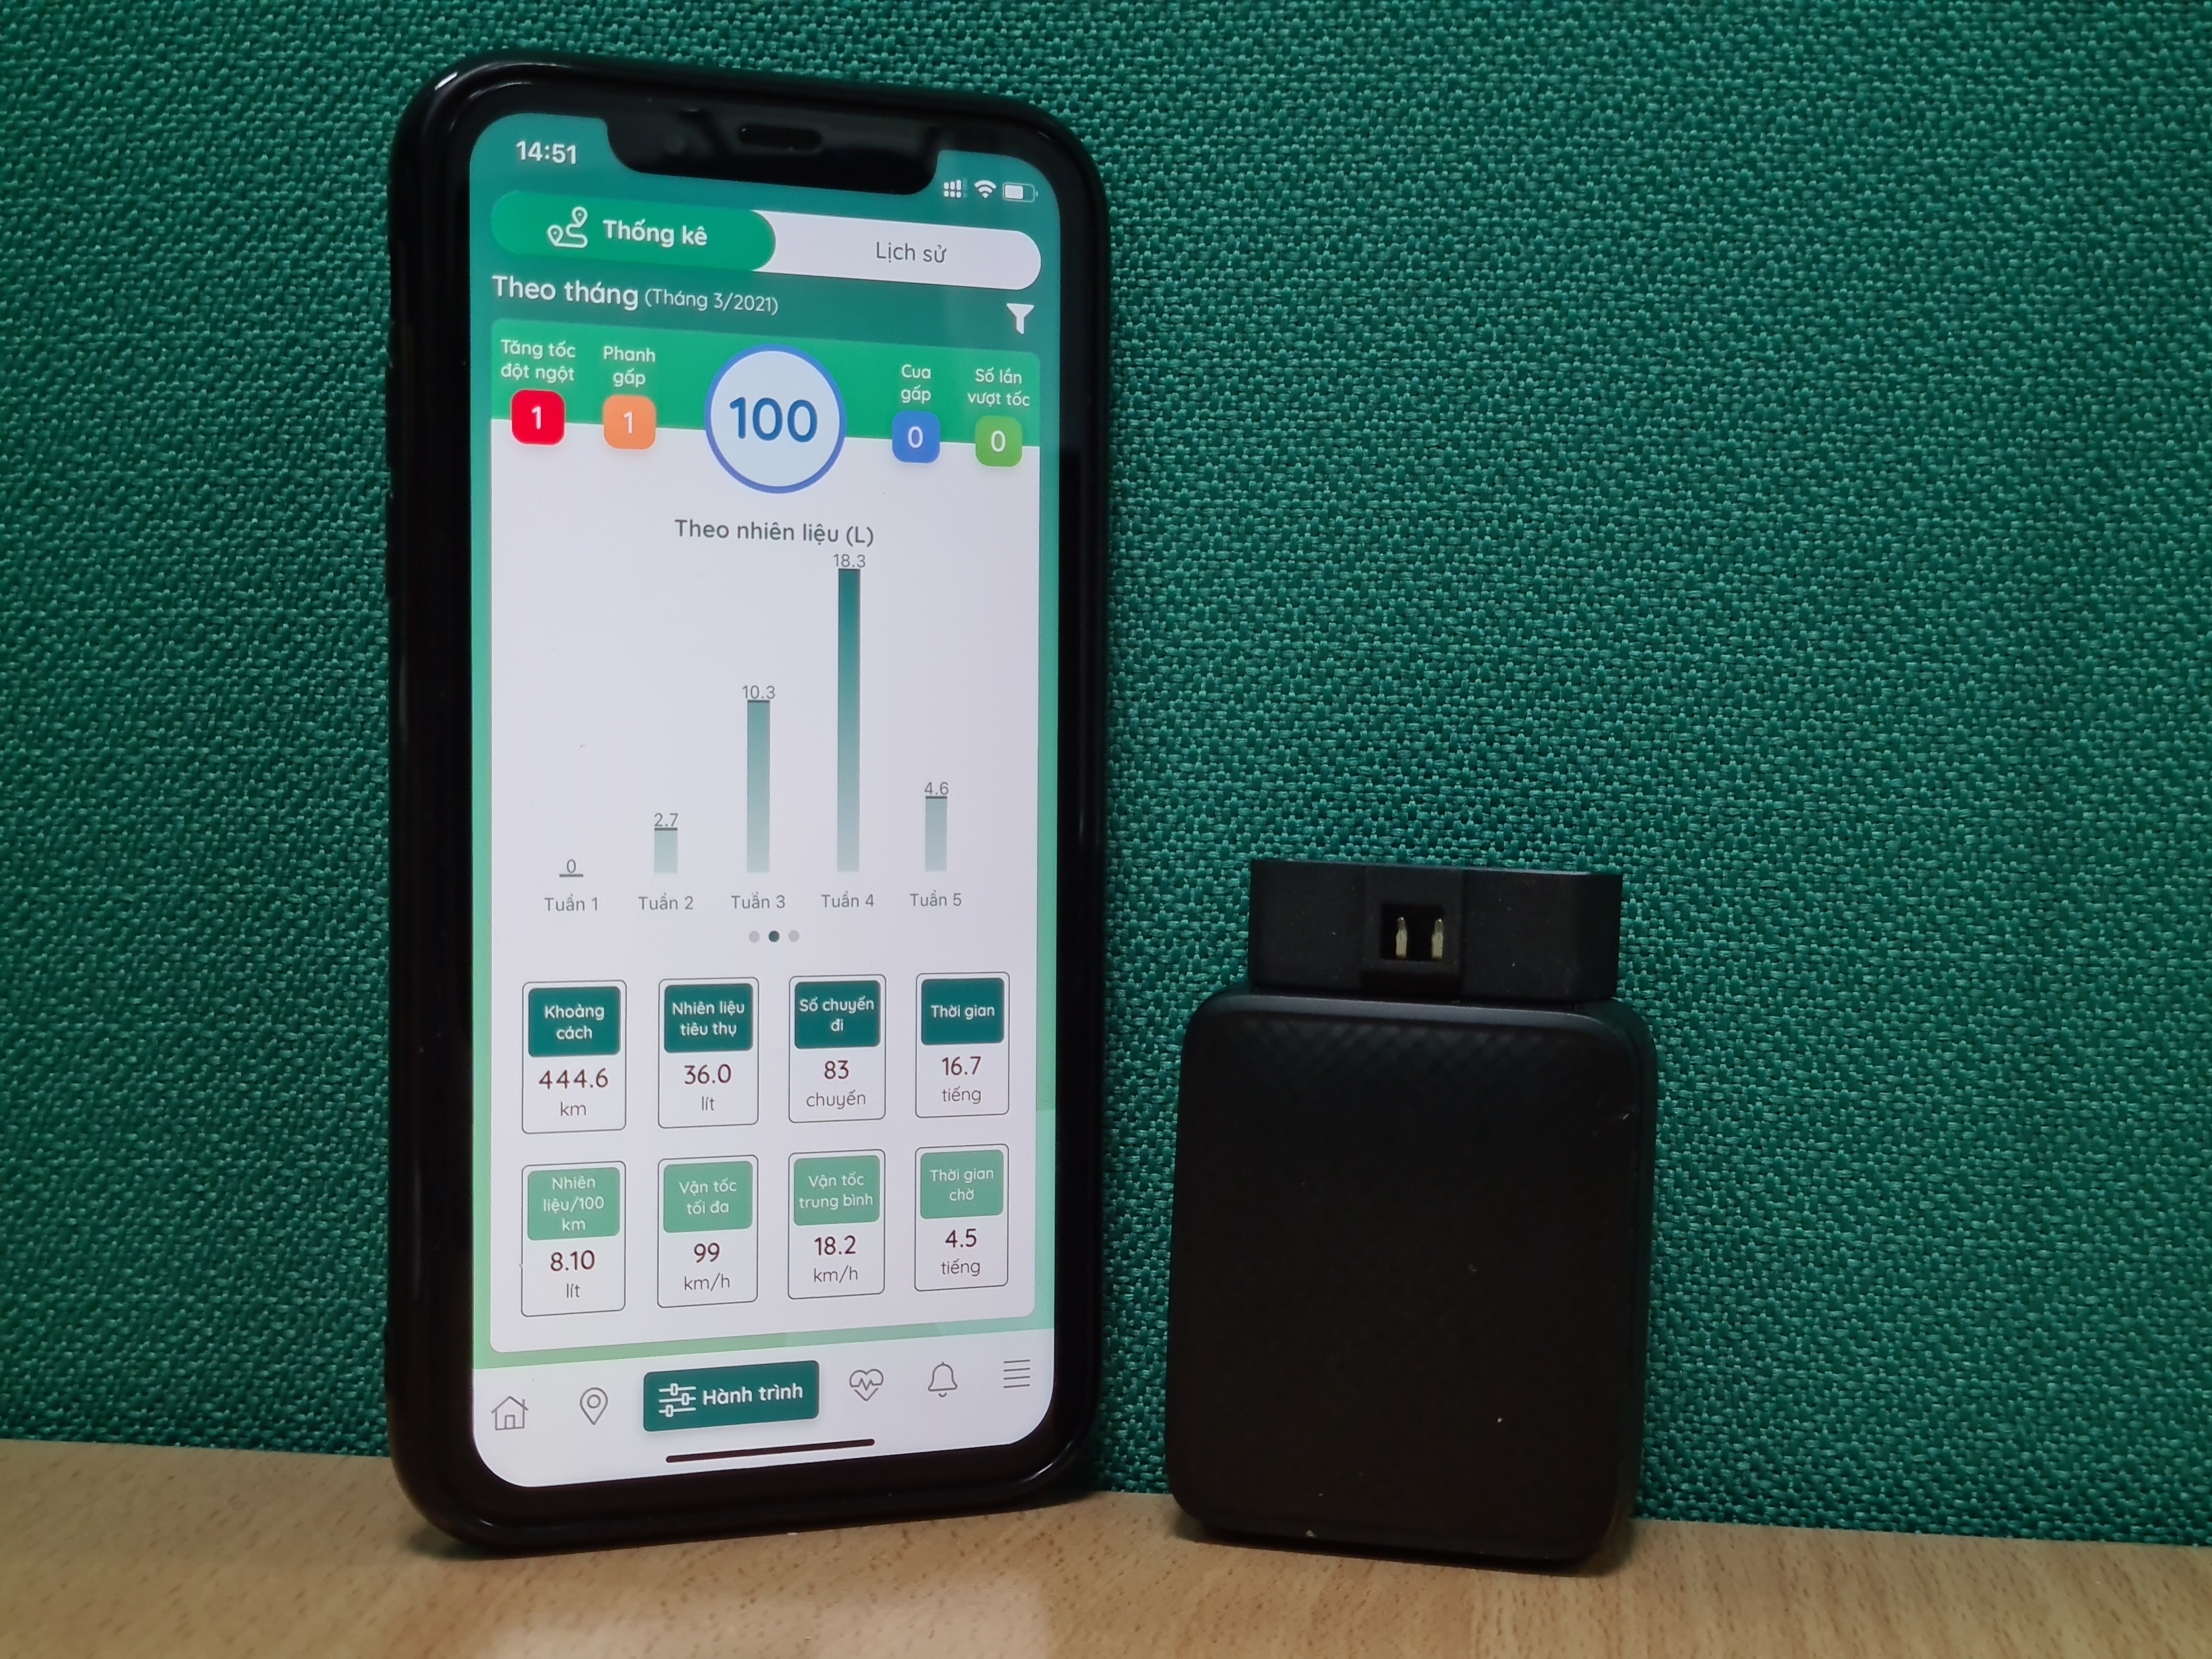 14:51
Thống kê
Lịch sử
Theo tháng (Tháng 3/2021)
Tăng tốc
đột ngột
1
Phanh
gấp
1
100
Cua
gấp
0
Số lần
vượt tốc
0
Theo nhiên liệu (L)
0
2.7
10.3
18.3
4.6
Tuần 1
Tuần 2
Tuần 3
Tuần 4
Tuần 5
Khoảng
cách
444.6
km
Nhiên liệu
tiêu thụ
36.0
lít
Số chuyến
đi
83
chuyến
Thời gian
16.7
tiếng
Nhiên
liệu/100
km
8.10
lít
Vận tốc
tối đa
99
km/h
Vận tốc
trung bình
18.2
km/h
Thời gian
chờ
4.5
tiếng
Hành trình